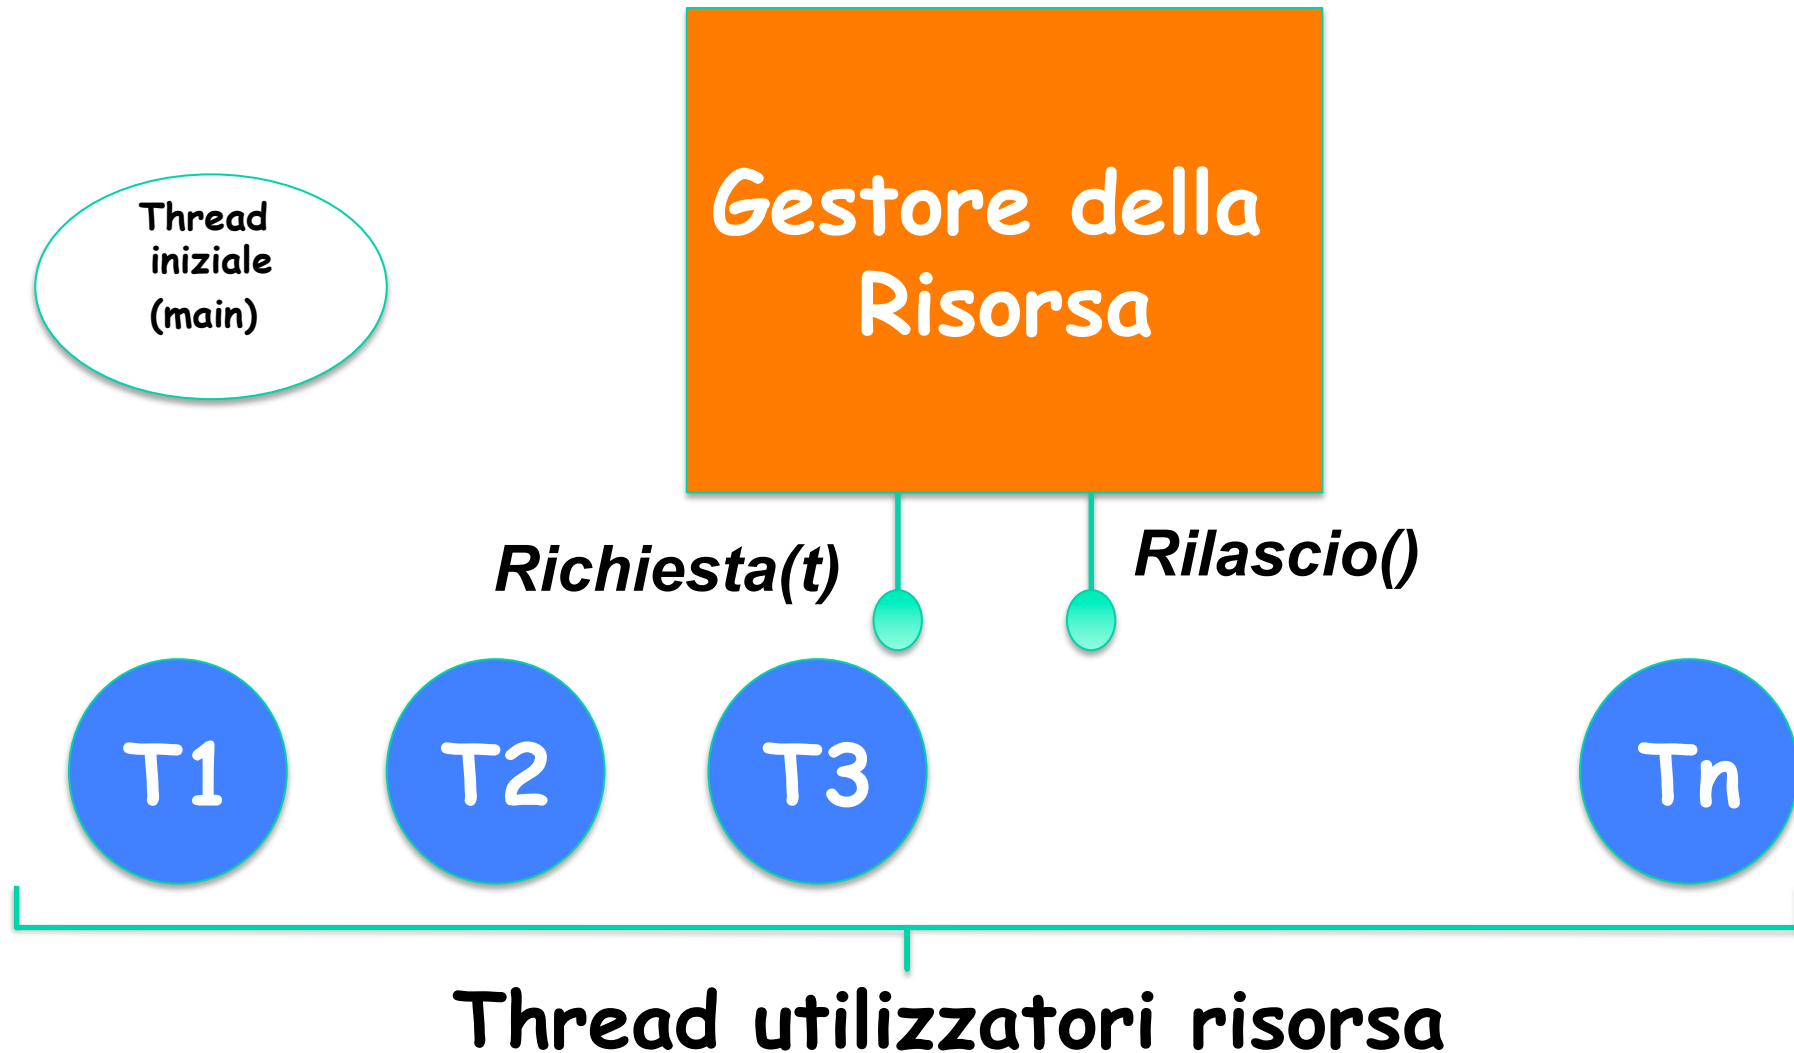 Thread
iniziale
(main)
Gestore della
Risorsa
Richiesta(t)
Rilascio()
T1
T2
T3
Tn
Thread utilizzatori risorsa